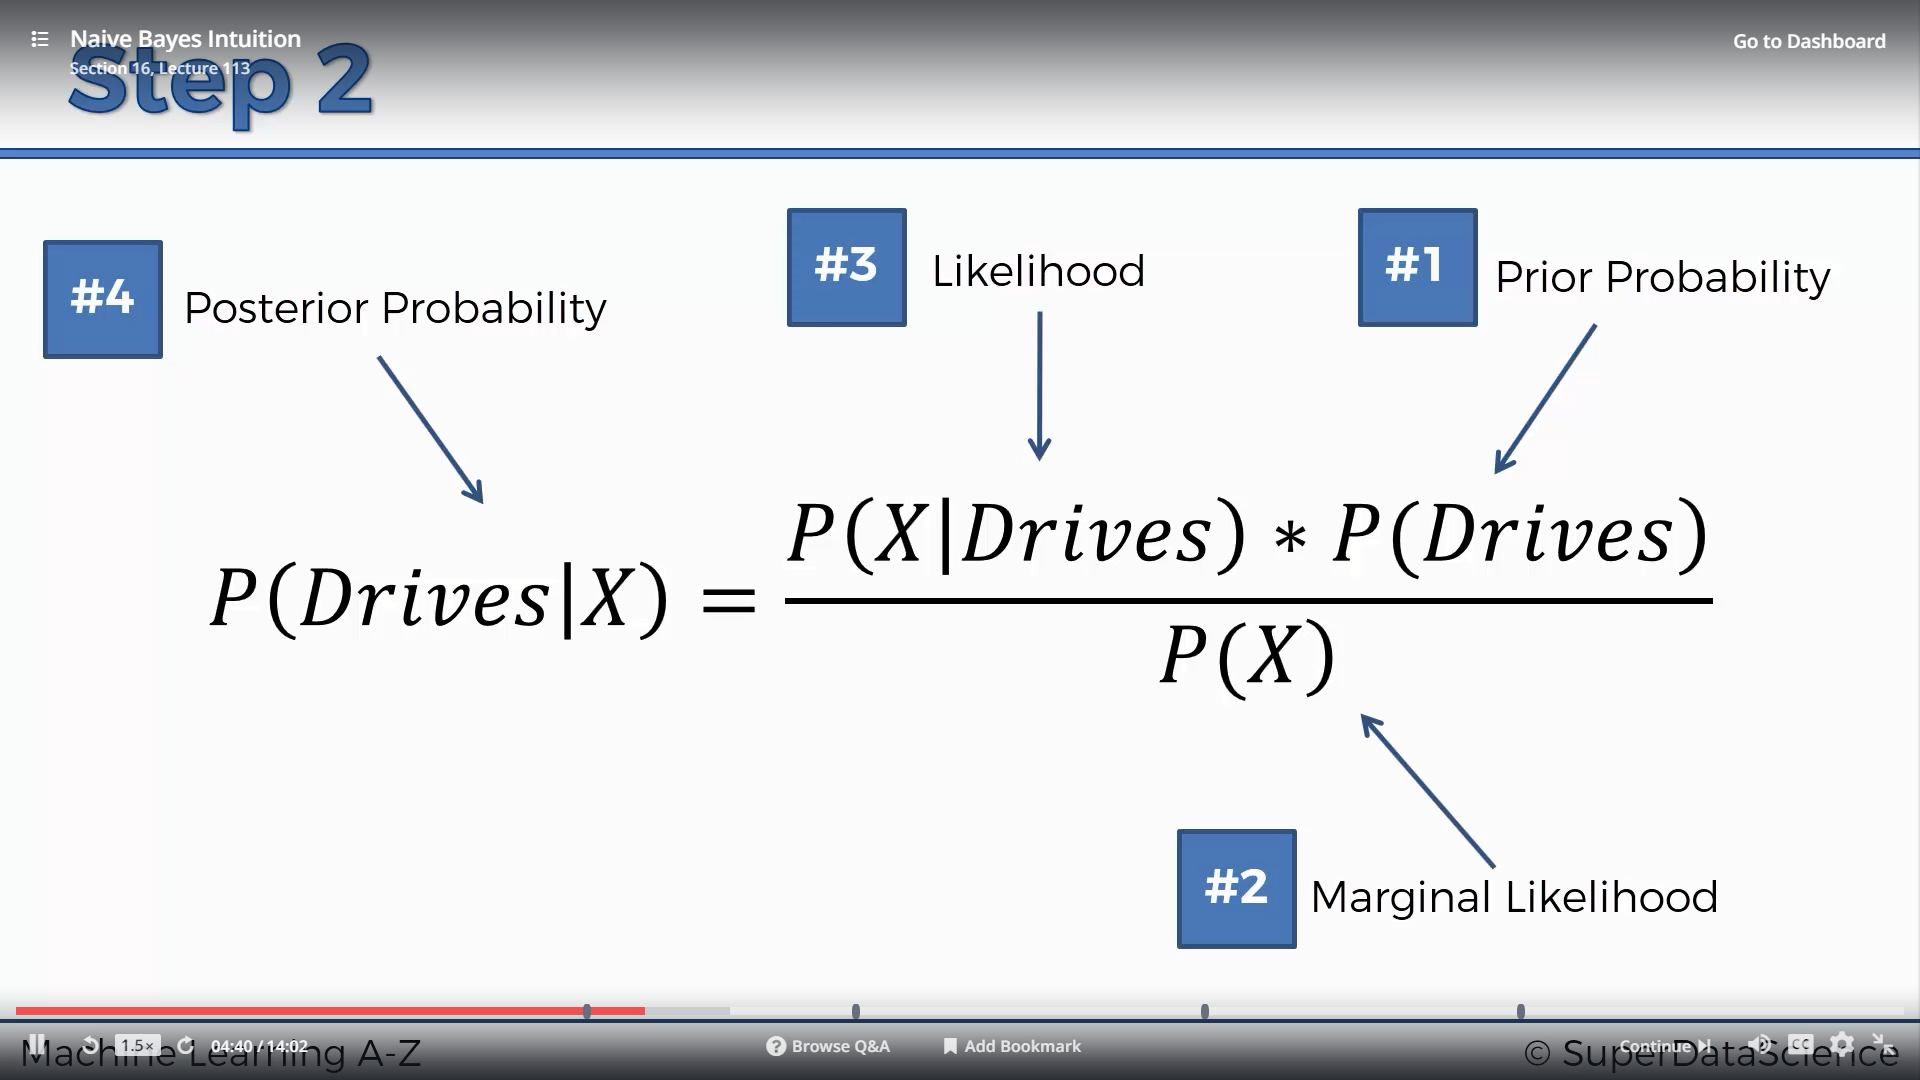 Naive Bayes Intuition
Section 16, Lecture 113
Go to Dashboard
Step 2
#4 Posterior Probability
#3 Likelihood
#1 Prior Probability
P(Drives|X) = P(X|Drives) * P(Drives)
P(X)
#2 Marginal Likelihood
1.5×
04:40 / 14:02
? Browse Q&A
Add Bookmark
Continue
CC
Machine Learning A-Z
© SuperDataScience